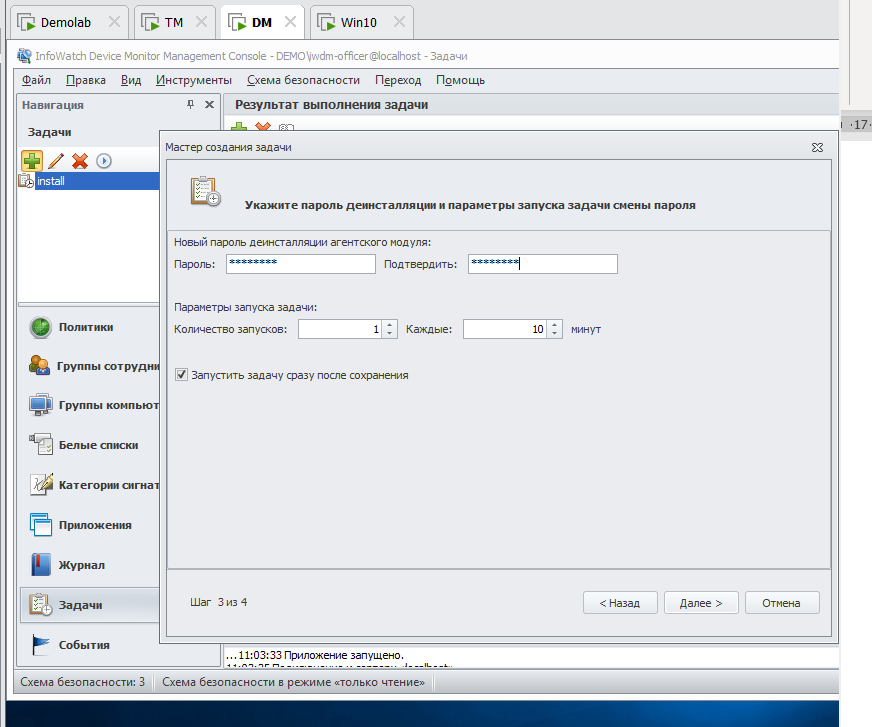 Demolab
TM
DM
Win10
InfoWatch Device Monitor Management Console - DEMO\iwdm-officer@localhost - Задачи
Файл Правка Вид Инструменты Схема безопасности Переход Помощь
Навигация
Результат выполнения задачи
·17·
Задачи
Мастер создания задачи
install
Укажите пароль деинсталляции и параметры запуска задачи смены пароля
Новый пароль деинсталляции агентского модуля:
Пароль: ******** Подтвердить: ********
Параметры запуска задачи:
Количество запусков: 1 Каждые: 10 минут
Запустить задачу сразу после сохранения
Политики
Группы сотрудни
Группы компьют
Белые списки
Категории сигнат
Приложения
Журнал
Задачи
События
Шаг 3 из 4
< Назад
Далее >
Отмена
...11:03:33 Приложение запущено.
Схема безопасности: 3
Схема безопасности в режиме «только чтение»